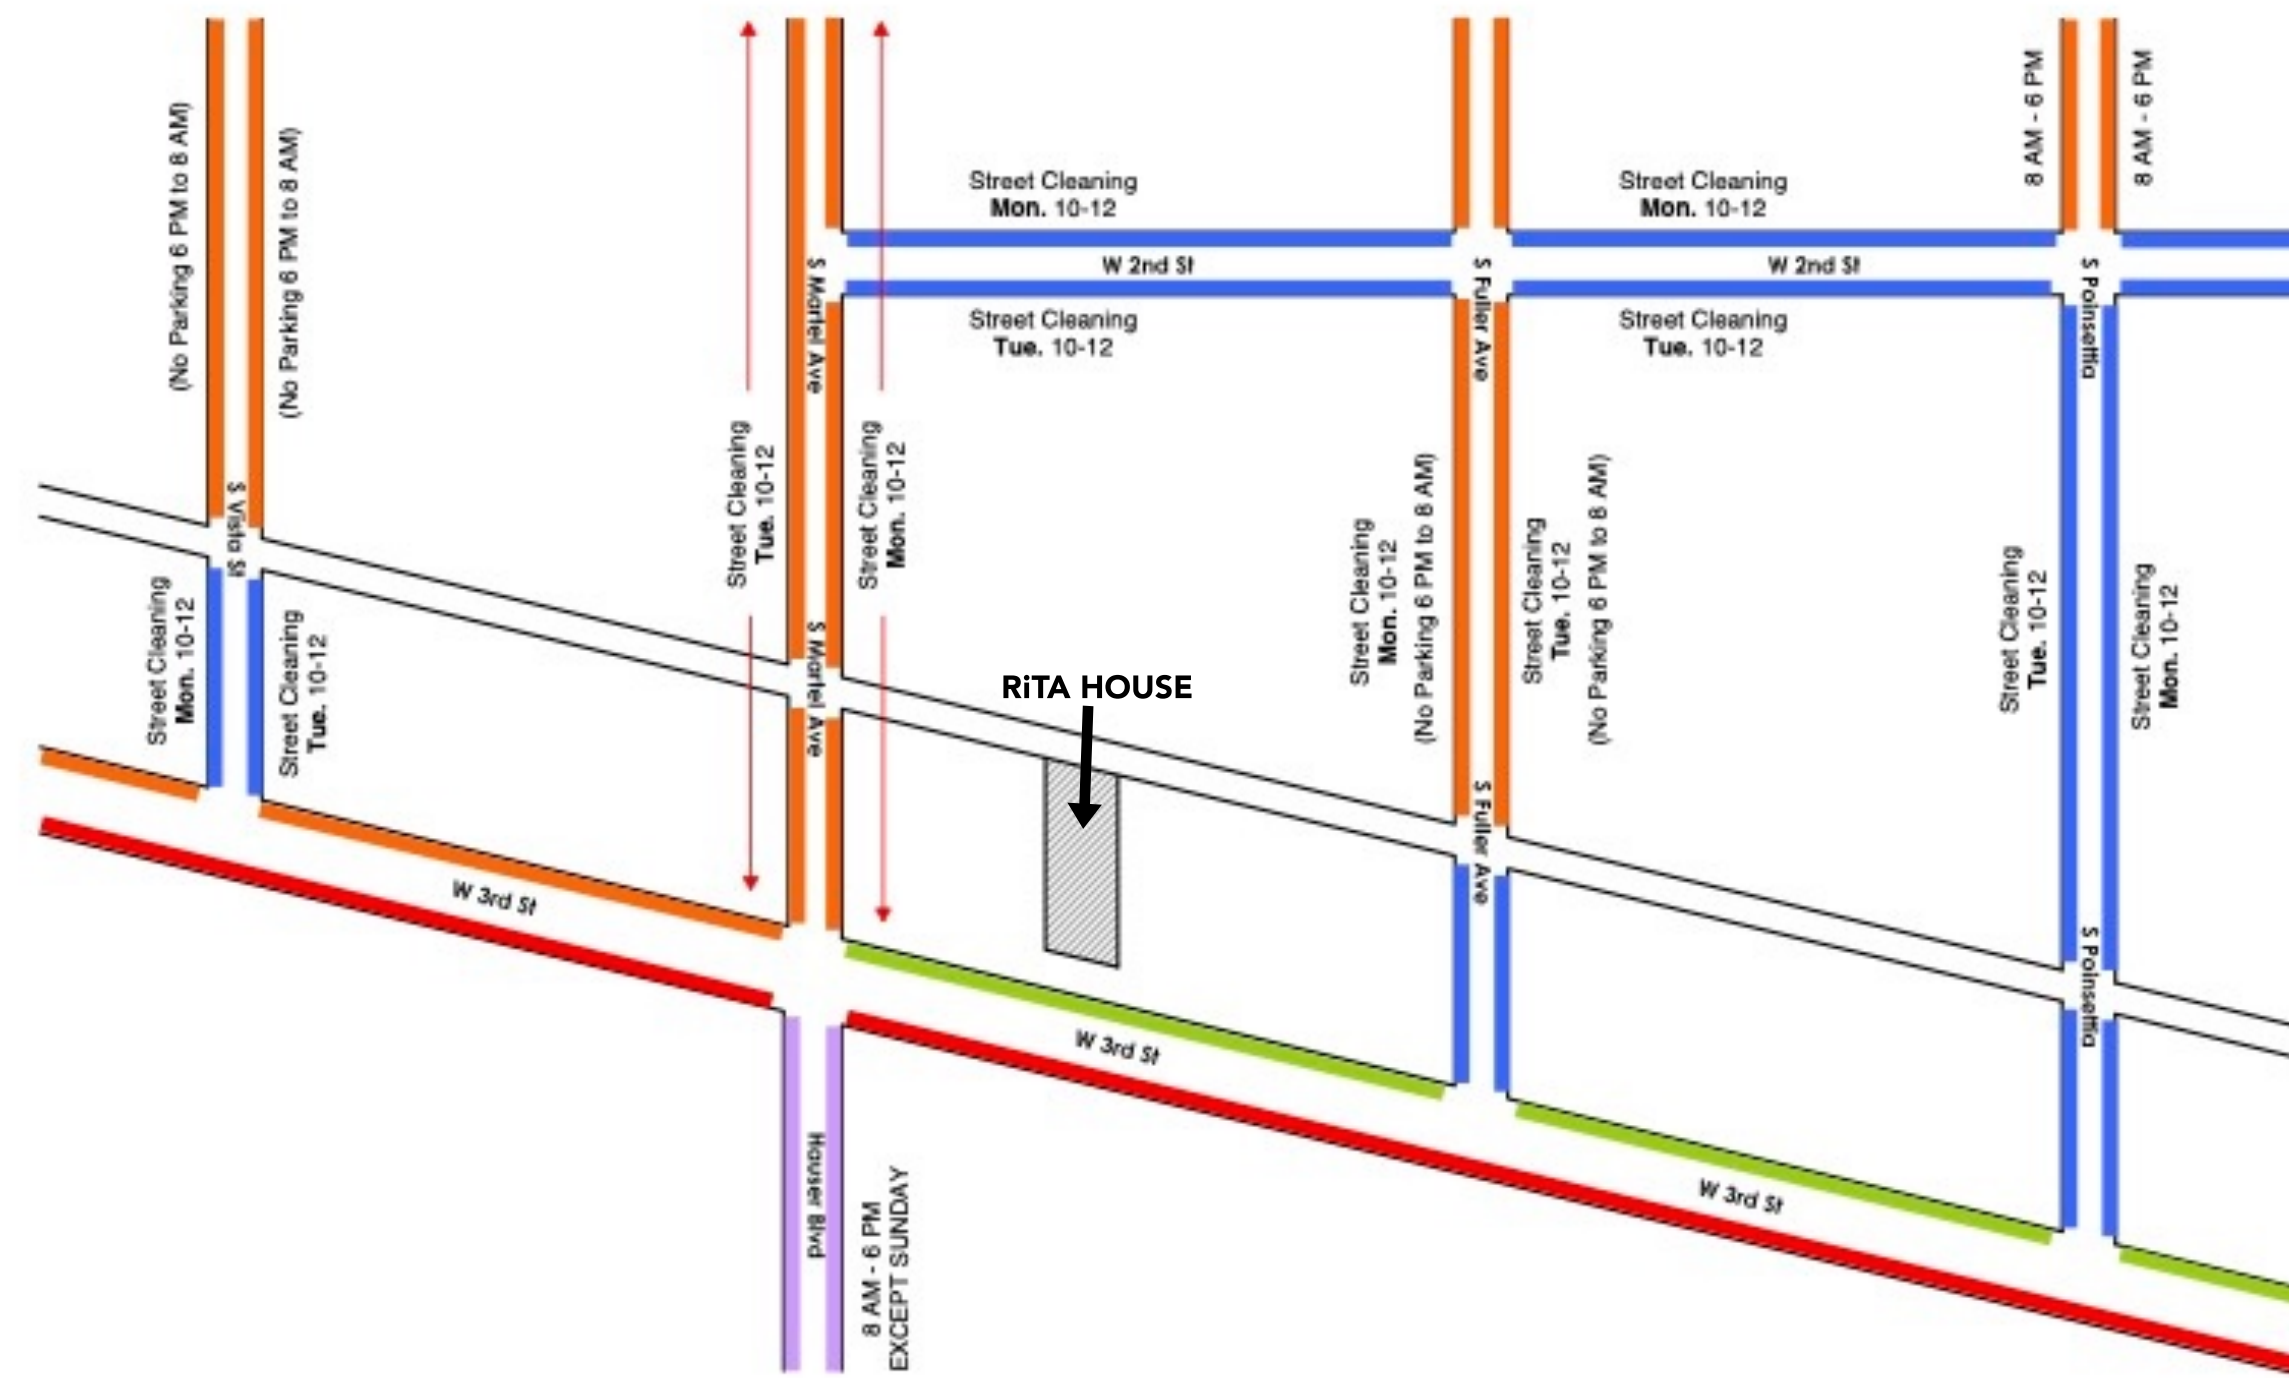 (No Parking 6 PM to 8 AM)
(No Parking 6 PM to 8 AM)
8 AM - 6 PM
8 AM - 6 PM
Street Cleaning
Mon. 10-12
Street Cleaning
Mon. 10-12
W 2nd St
W 2nd St
S Martel Ave
S Fuller Ave
S Poinsettia
Street Cleaning
Tue. 10-12
Street Cleaning
Tue. 10-12
Street Cleaning
Tue. 10-12
Street Cleaning
Mon. 10-12
Street Cleaning
Mon. 10-12
(No Parking 6 PM to 8 AM)
Street Cleaning
Tue. 10-12
(No Parking 6 PM to 8 AM)
Street Cleaning
Tue. 10-12
Street Cleaning
Mon. 10-12
S Vista St
Street Cleaning
Mon. 10-12
Street Cleaning
Tue. 10-12
S Martel Ave
RiTA HOUSE
S Fuller Ave
S Poinsettia
W 3rd St
W 3rd St
W 3rd St
Hauser Blvd
8 AM - 6 PM
EXCEPT SUNDAY